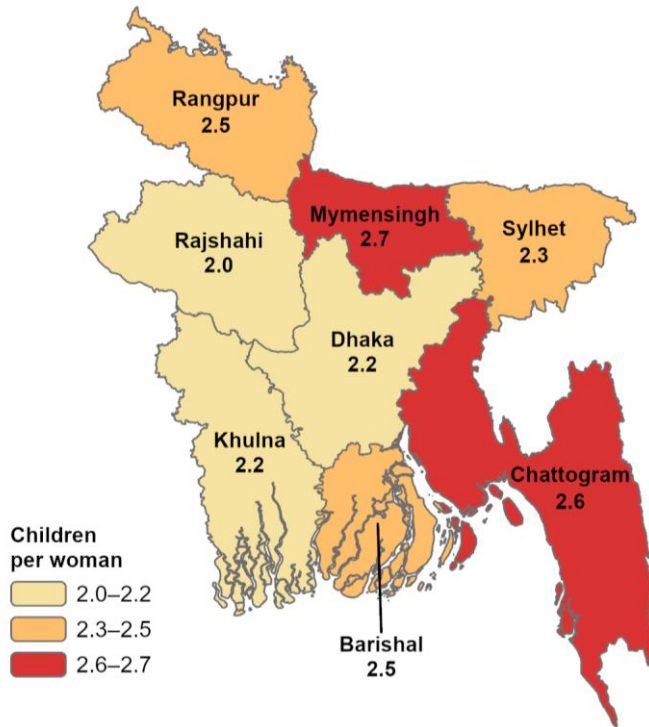 Rangpur
2.5
Mymensingh
2.7
Sylhet
2.3
Rajshahi
2.0
Dhaka
2.2
Khulna
2.2
Chattogram
2.6
Barishal
2.5
Children
per woman
2.0–2.2
2.3–2.5
2.6–2.7